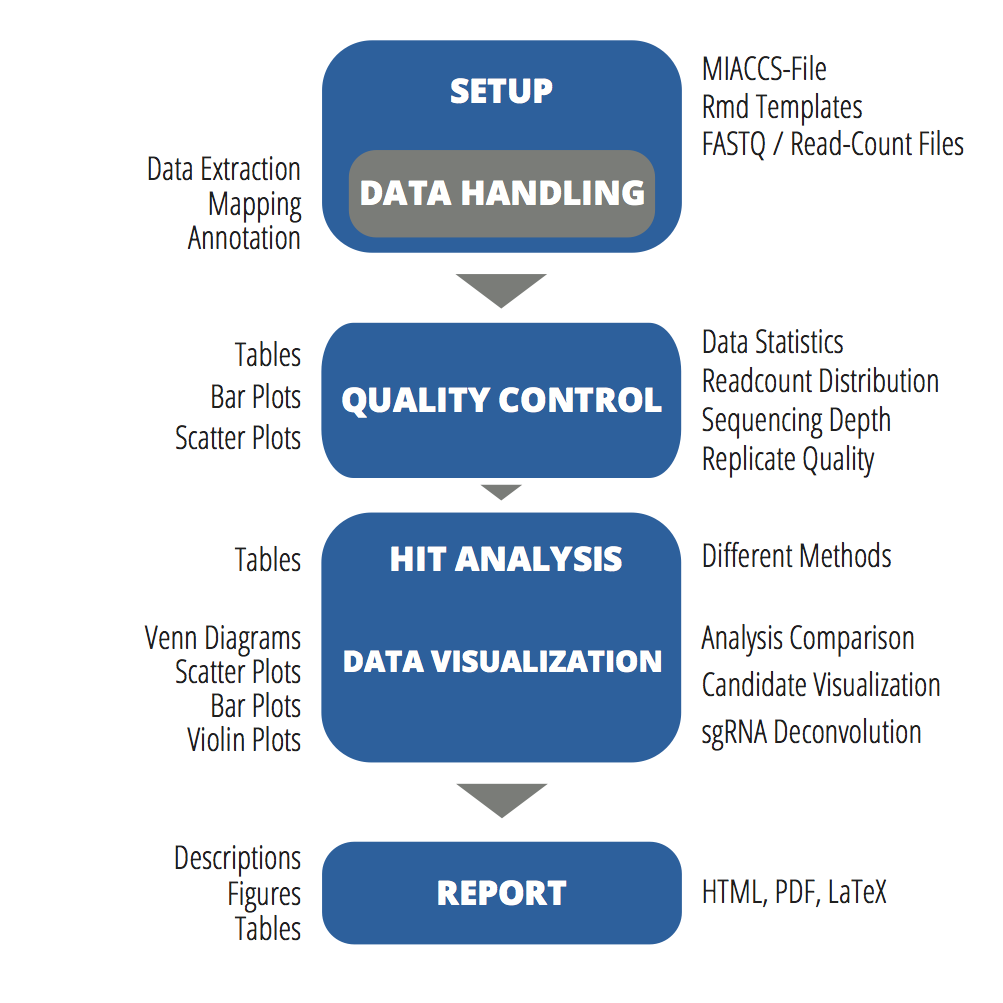 SETUP
MIACCS-File
Rmd Templates
FASTQ / Read-Count Files
Data Extraction
Mapping
Annotation
DATA HANDLING
Tables
Bar Plots
Scatter Plots
QUALITY CONTROL
Data Statistics
Readcount Distribution
Sequencing Depth
Replicate Quality
Tables
HIT ANALYSIS
Different Methods
Venn Diagrams
Scatter Plots
Bar Plots
Violin Plots
DATA VISUALIZATION
Analysis Comparison
Candidate Visualization
sgRNA Deconvolution
Descriptions
Figures
Tables
REPORT
HTML, PDF, LaTeX